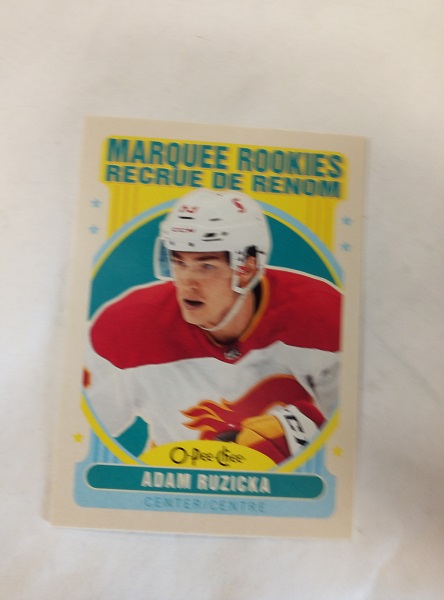 MARQUEE ROOKIES
RECRUE DE RENOM
O-Pee-Chee
ADAM RUZICKA
CENTER/CENTRE